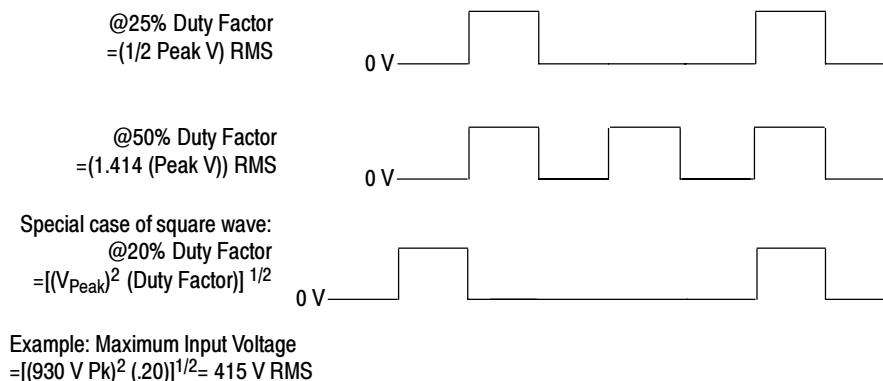 @25% Duty Factor
=(1/2 Peak V) RMS
0 V
@50% Duty Factor
=(1.414 (Peak V)) RMS
0 V
Special case of square wave:
@20% Duty Factor
=[(V_Peak)² (Duty Factor)] ^1/2
0 V
Example: Maximum Input Voltage
=[(930 V Pk)² (.20)]^1/2= 415 V RMS